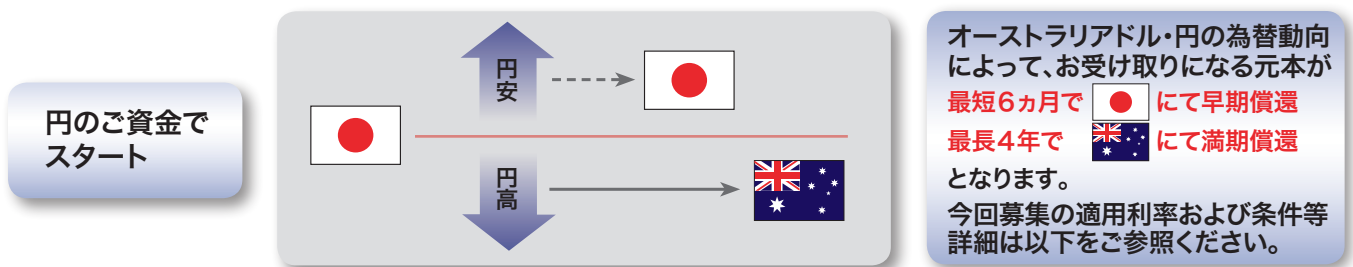 円のご資金で
スタート
円安
円高
オーストラリアドル・円の為替動向
によって、お受け取りになる元本が
最短6ヵ月で にて早期償還
最長4年で にて満期償還
となります。
今回募集の適用利率および条件等
詳細は以下をご参照ください。